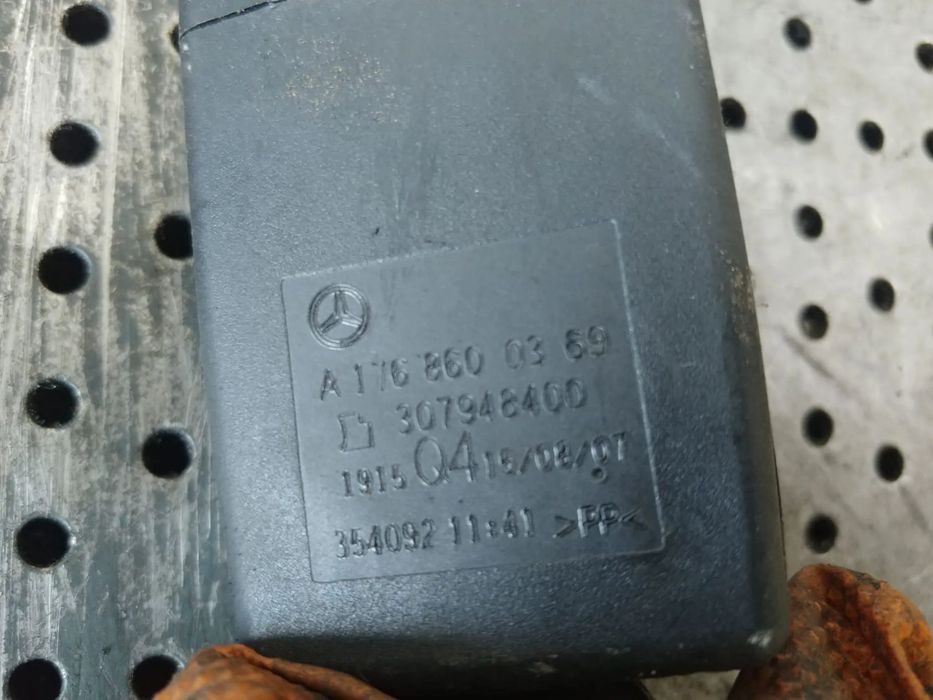 A 176 860 03 69
307948400
1915 Q4 15/08/07
354092 11:41 >PP<